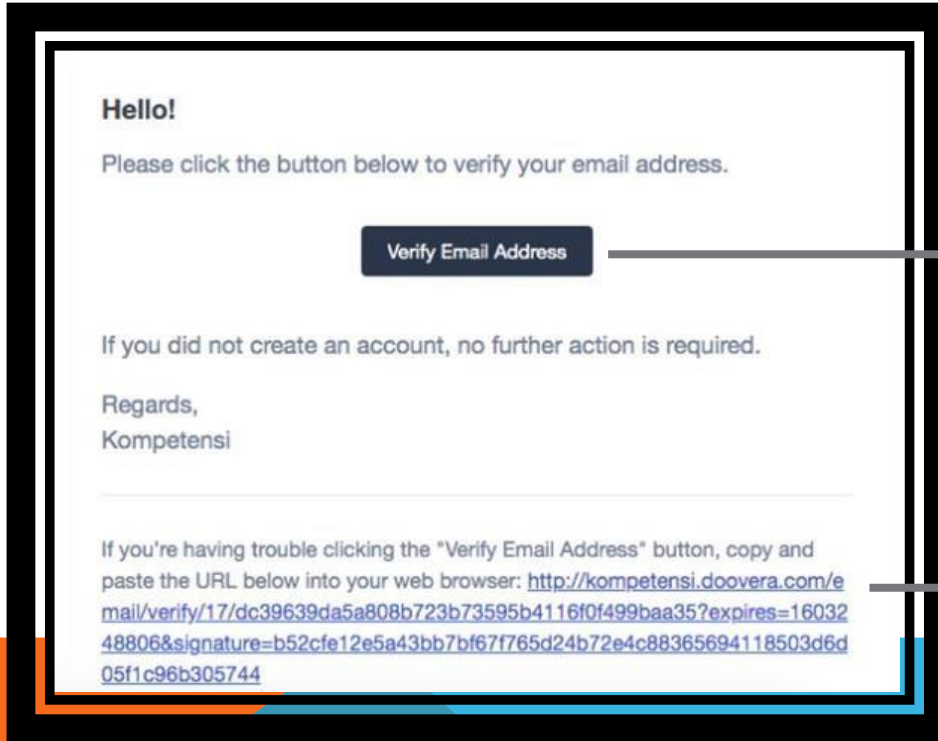 Hello!
Please click the button below to verify your email address.
Verify Email Address
If you did not create an account, no further action is required.
Regards,
Kompetensi
If you're having trouble clicking the "Verify Email Address" button, copy and
paste the URL below into your web browser: http://kompetensi.doovera.com/e
mail/verify/17/dc39639da5a808b723b73595b4116f0f499baa35?expires=16032
48806&signature=b52cfe12e5a43bb7bf67f765d24b72e4c88365694118503d6d
05f1c96b305744